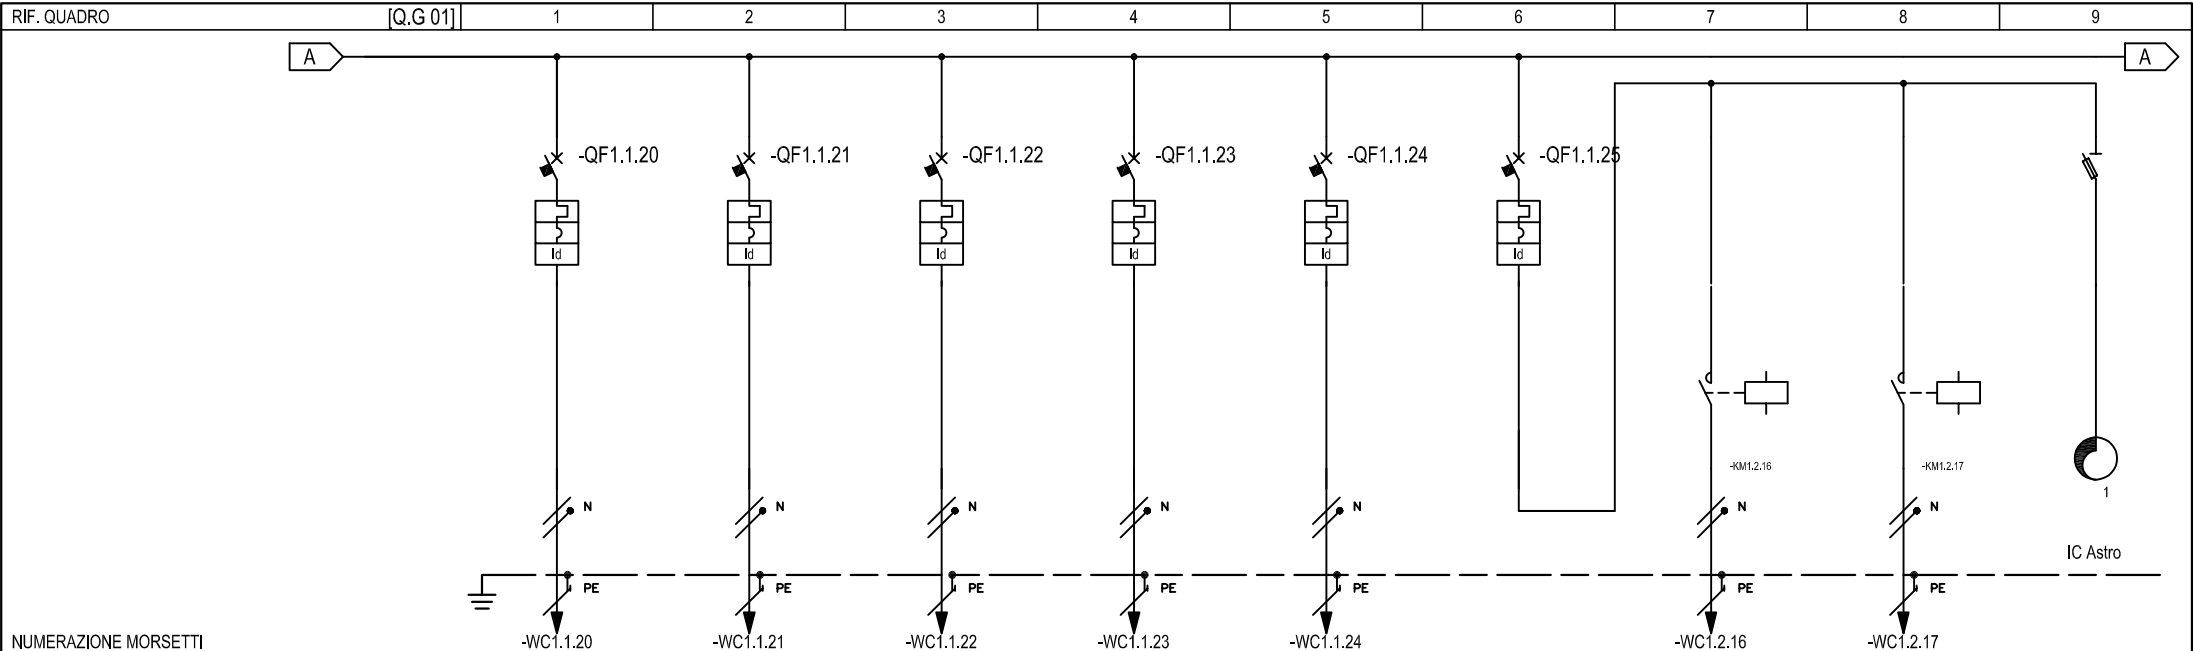 RIF. QUADRO [Q.G 01] 1 2 3 4 5 6 7 8 9
A A
-QF1.1.20 -QF1.1.21 -QF1.1.22 -QF1.1.23 -QF1.1.24 -QF1.1.25
Id Id Id Id Id Id
-KM1.2.16 -KM1.2.17
1
N N N N N N N
IC Astro
PE PE PE PE PE PE PE
NUMERAZIONE MORSETTI -WC1.1.20 -WC1.1.21 -WC1.1.22 -WC1.1.23 -WC1.1.24 -WC1.2.16 -WC1.2.17